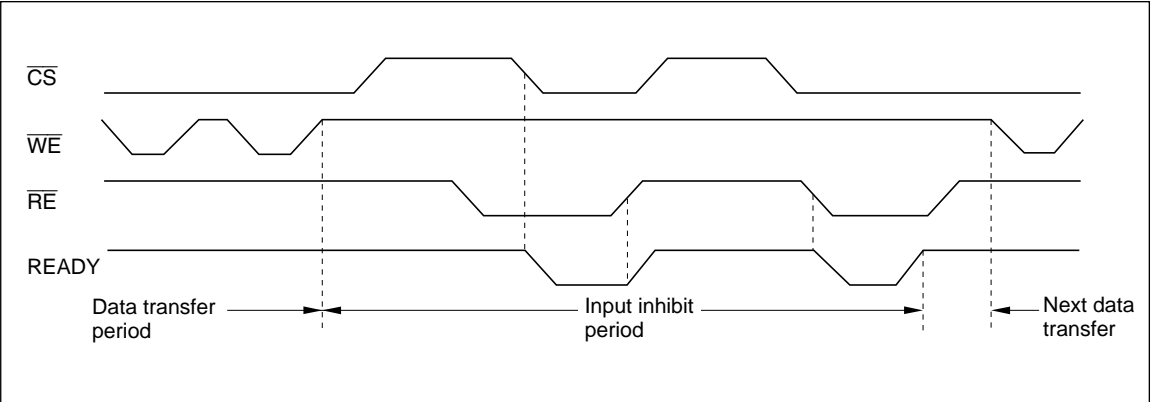 CS
WE
RE
READY
Data transfer
period
Input inhibit
period
Next data
transfer